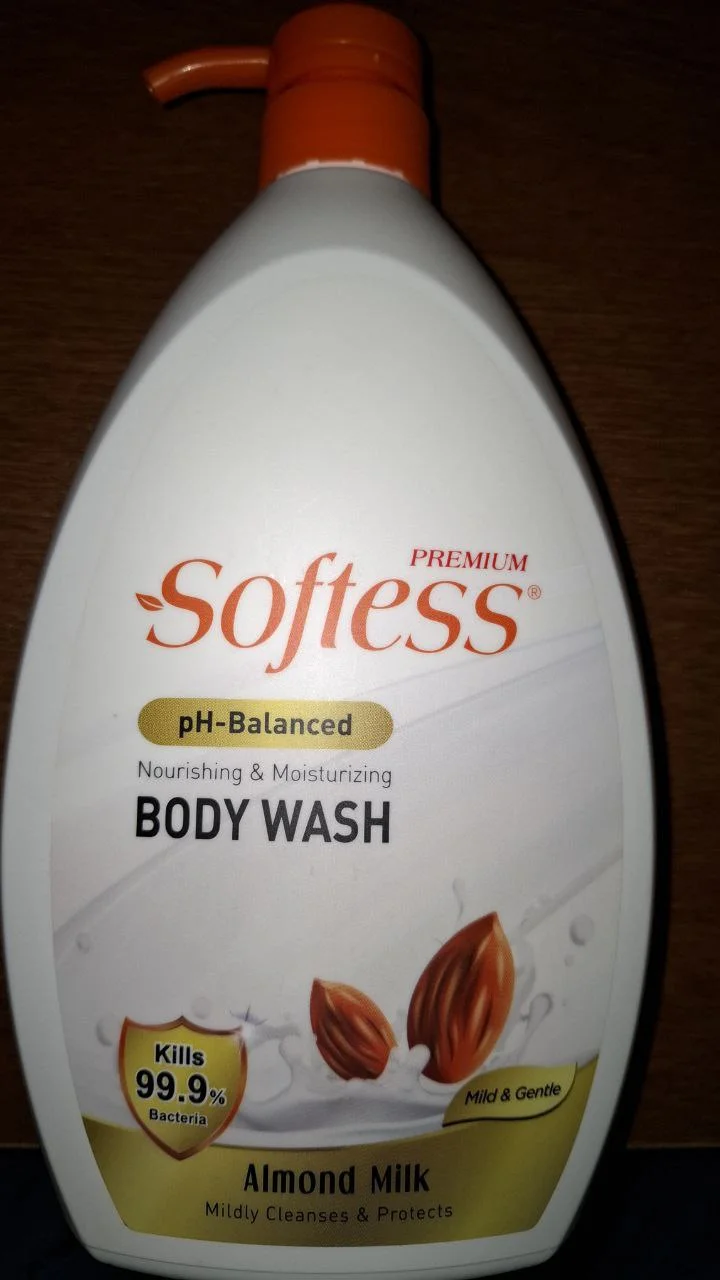 PREMIUM
Softess®
pH-Balanced
Nourishing & Moisturizing
BODY WASH
Kills
99.9%
Bacteria
Mild & Gentle
Almond Milk
Mildly Cleanses & Protects